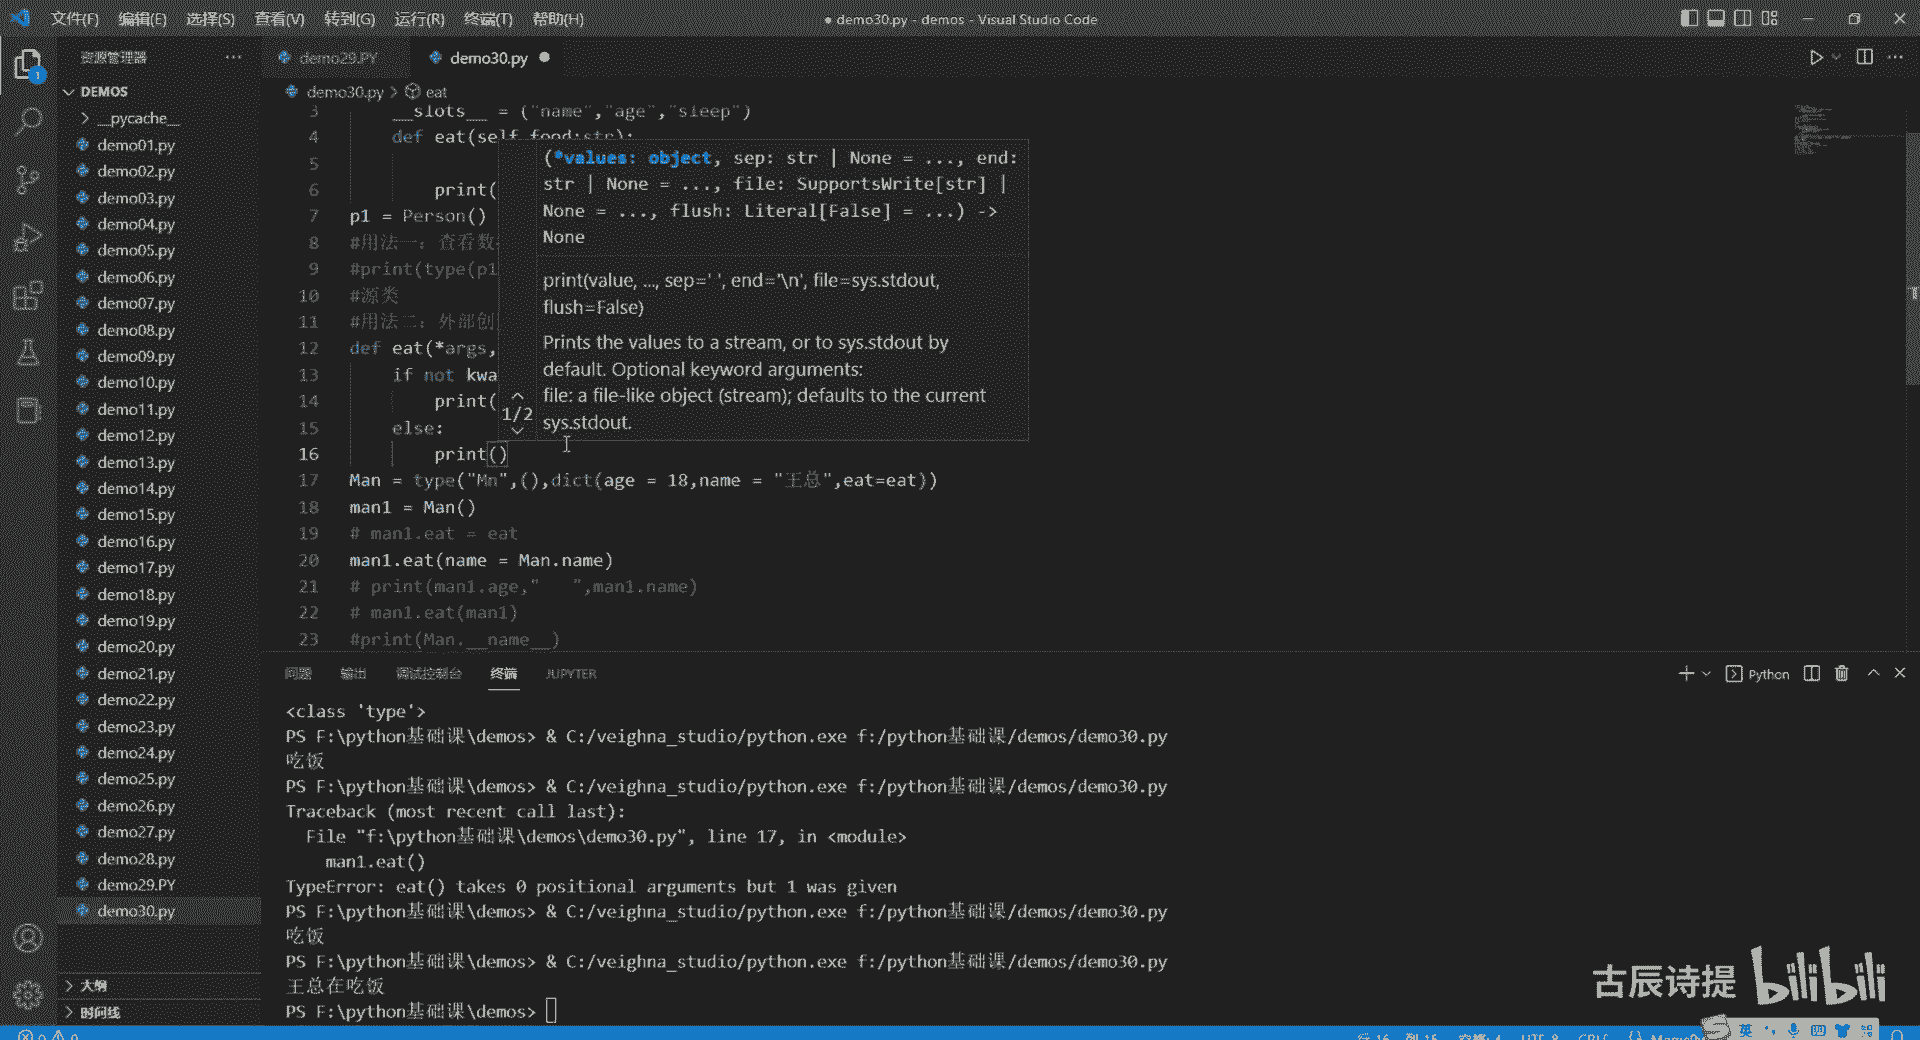 文件(F) 编辑(E) 选择(S) 查看(V) 转到(G) 运行(R) 终端(T) 帮助(H)
● demo30.py - demos - Visual Studio Code
资源管理器 ···
demo29.PY
demo30.py ●
1
DEMOS
demo30.py > eat
__pycache__
demo01.py
demo02.py
demo03.py
demo04.py
demo05.py
demo06.py
demo07.py
demo08.py
demo09.py
demo10.py
demo11.py
demo12.py
demo13.py
demo14.py
demo15.py
demo16.py
demo17.py
demo18.py
demo19.py
demo20.py
demo21.py
demo22.py
demo23.py
demo24.py
demo25.py
demo26.py
demo27.py
demo28.py
demo29.PY
demo30.py
大纲
时间线
3 __slots__ = ("name","age","sleep")
4 def eat(self,food:str):
5
6 print(
7 p1 = Person()
8 #用法一：查看数
9 #print(type(p1
10 #源类
11 #用法二：外部创
12 def eat(*args,
13 if not kwa
14 print(
15 else:
16 print()
17 Man = type("Mn",(),dict(age = 18,name = "王总",eat=eat))
18 man1 = Man()
19 # man1.eat = eat
20 man1.eat(name = Man.name)
21 # print(man1.age,"   ",man1.name)
22 # man1.eat(man1)
23 #print(Man.__name__)
(*values: object, sep: str | None = ..., end:
str | None = ..., file: SupportsWrite[str] |
None = ..., flush: Literal[False] = ...) ->
None
print(value, ..., sep=' ', end='\n', file=sys.stdout,
flush=False)
Prints the values to a stream, or to sys.stdout by
default. Optional keyword arguments:
file: a file-like object (stream); defaults to the current
sys.stdout.
1/2
问题 输出 调试控制台 终端 JUPYTER
Python
<class 'type'>
PS F:\python基础课\demos> & C:/veighna_studio/python.exe f:/python基础课/demos/demo30.py
吃饭
PS F:\python基础课\demos> & C:/veighna_studio/python.exe f:/python基础课/demos/demo30.py
Traceback (most recent call last):
File "f:\python基础课\demos\demo30.py", line 17, in <module>
man1.eat()
TypeError: eat() takes 0 positional arguments but 1 was given
PS F:\python基础课\demos> & C:/veighna_studio/python.exe f:/python基础课/demos/demo30.py
吃饭
PS F:\python基础课\demos> & C:/veighna_studio/python.exe f:/python基础课/demos/demo30.py
王总在吃饭
PS F:\python基础课\demos>
古辰诗提 bilibili
英